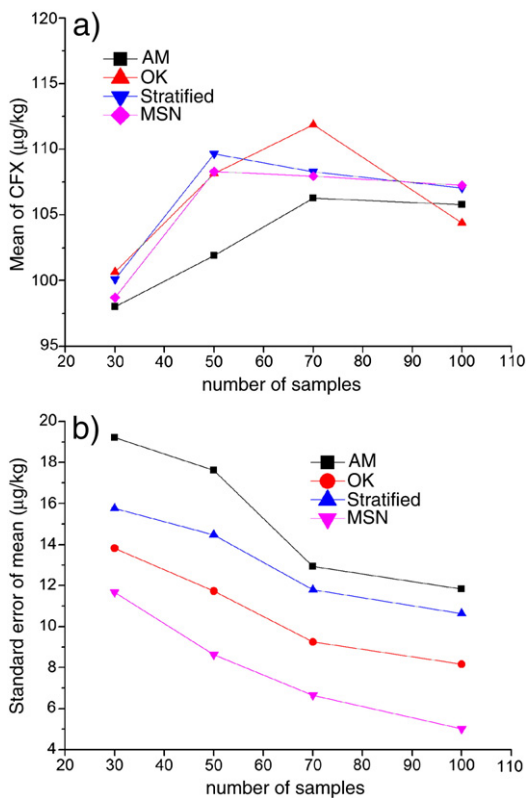 a)
120
115
110
105
100
95
Mean of CFX (µg/kg)
AM
OK
Stratified
MSN
20 30 40 50 60 70 80 90 100 110
number of samples
b)
20
18
16
14
12
10
8
6
4
Standard error of mean (µg/kg)
AM
OK
Stratified
MSN
20 30 40 50 60 70 80 90 100 110
number of samples